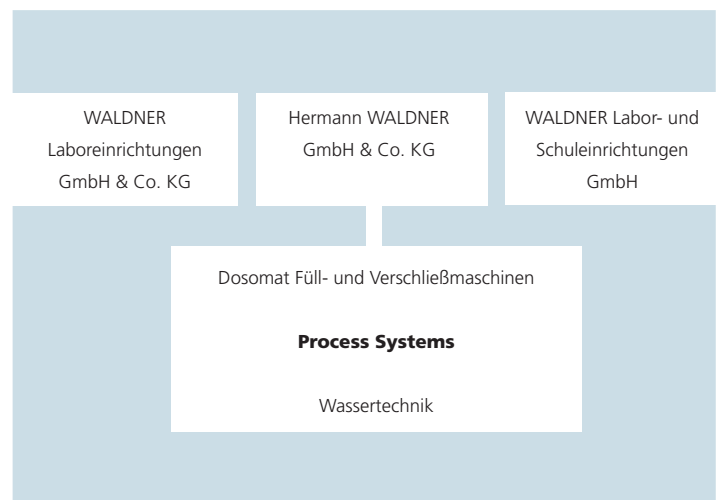 WALDNER
Laboreinrichtungen
GmbH & Co. KG
Hermann WALDNER
GmbH & Co. KG
WALDNER Labor- und
Schuleinrichtungen
GmbH
Dosomat Füll- und Verschließmaschinen
Process Systems
Wassertechnik